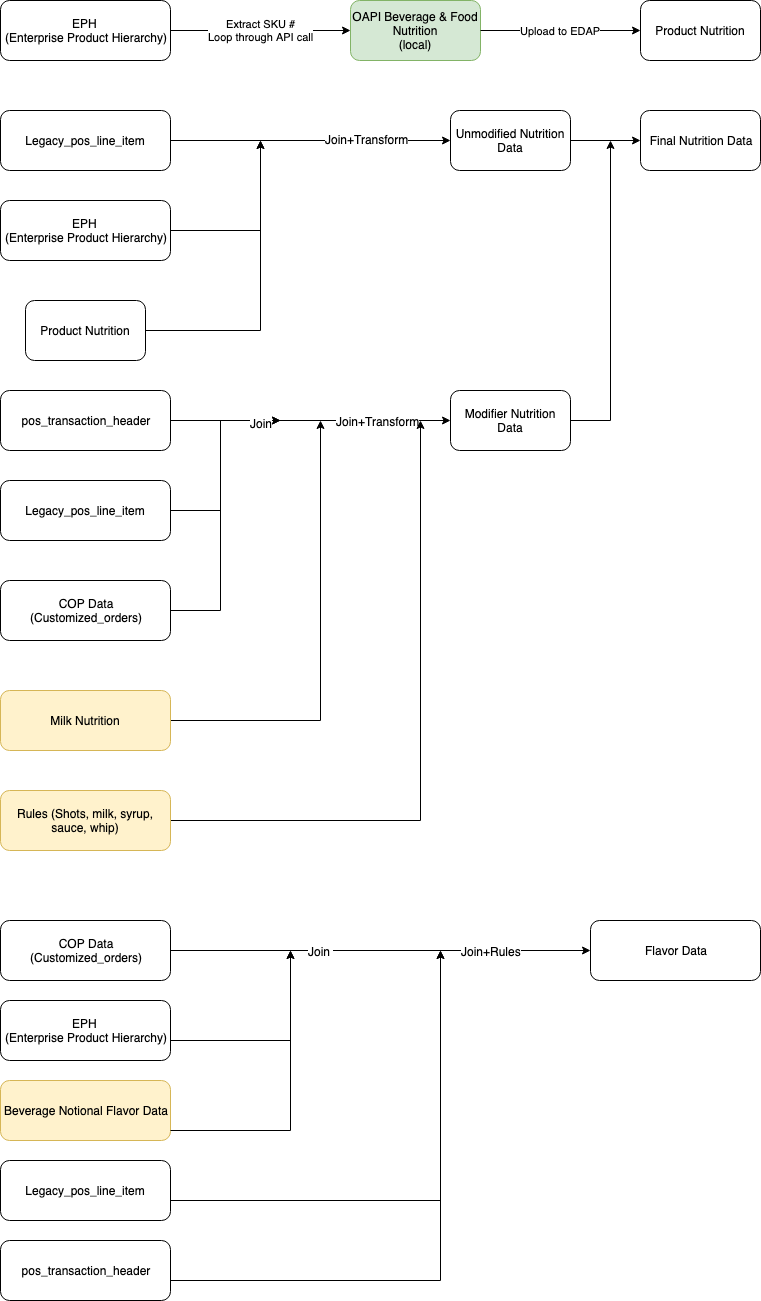 EPH
(Enterprise Product Hierarchy)
Extract SKU #
Loop through API call
OAPI Beverage & Food
Nutrition
(local)
Upload to EDAP
Product Nutrition
Legacy_pos_line_item
Join+Transform
Unmodified Nutrition
Data
Final Nutrition Data
EPH
(Enterprise Product Hierarchy)
Product Nutrition
pos_transaction_header
Join
Join+Transform
Modifier Nutrition
Data
Legacy_pos_line_item
COP Data
(Customized_orders)
Milk Nutrition
Rules (Shots, milk, syrup,
sauce, whip)
COP Data
(Customized_orders)
Join
Join+Rules
Flavor Data
EPH
(Enterprise Product Hierarchy)
Beverage Notional Flavor Data
Legacy_pos_line_item
pos_transaction_header